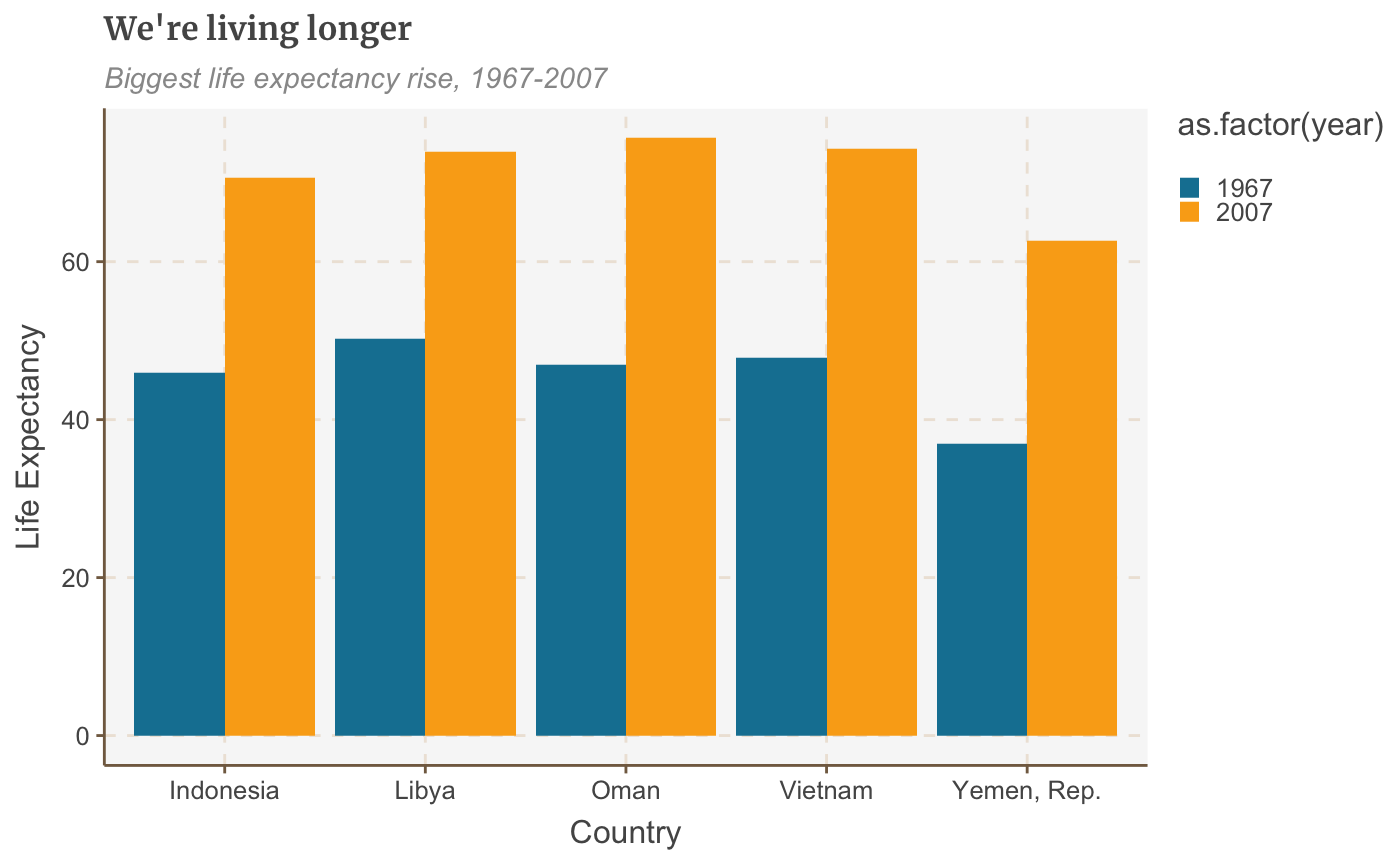 We're living longer
Biggest life expectancy rise, 1967-2007
as.factor(year)
1967
2007
Life Expectancy
60
40
20
0
Indonesia
Libya
Oman
Vietnam
Yemen, Rep.
Country